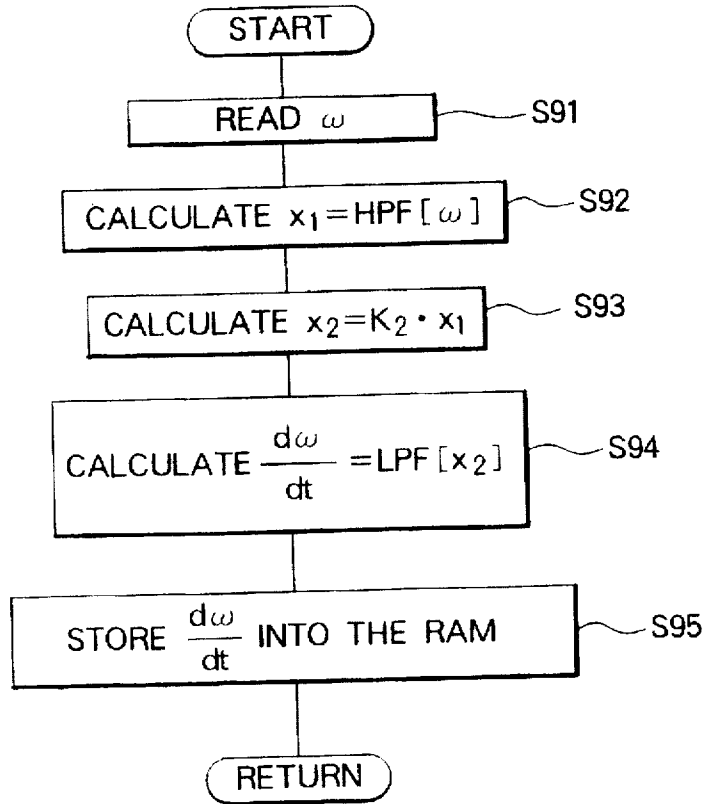 START
READ ω
S91
CALCULATE x₁=HPF[ω]
S92
CALCULATE x₂=K₂・x₁
S93
CALCULATE dω/dt =LPF[x₂]
S94
STORE dω/dt INTO THE RAM
S95
RETURN